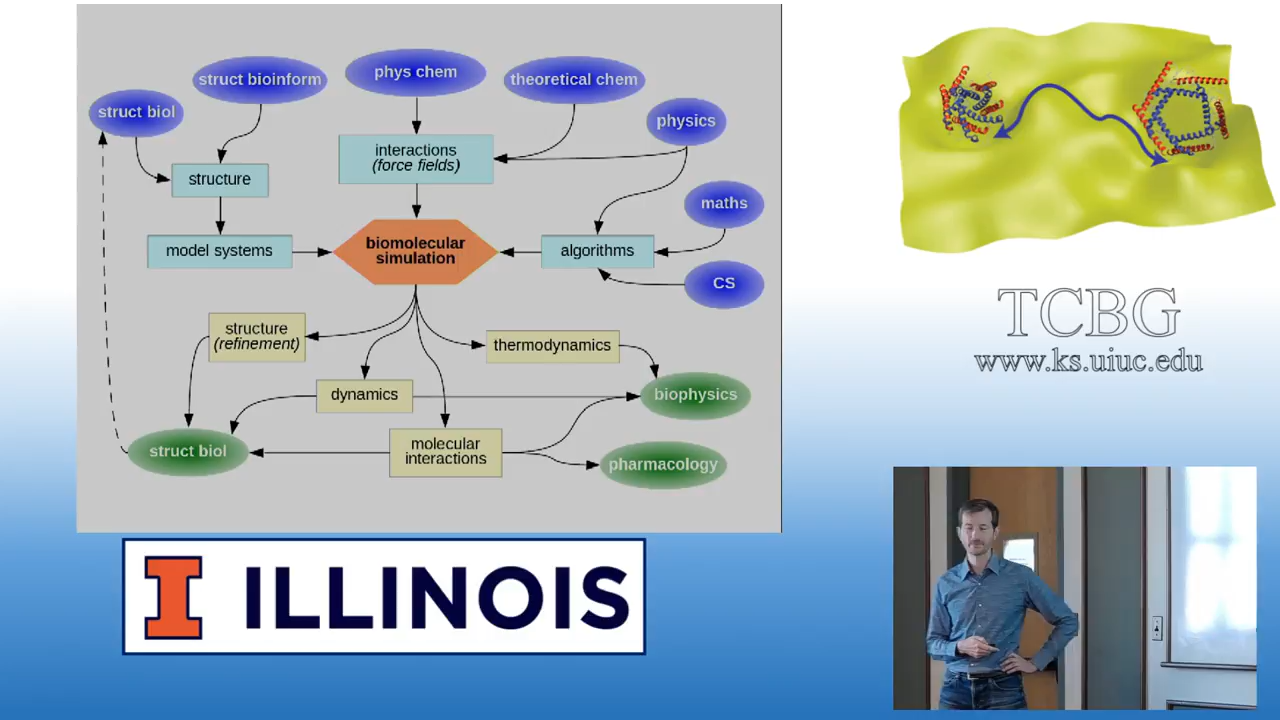 phys chem
struct bioinform
theoretical chem
struct biol
physics
interactions
(force fields)
structure
maths
biomolecular
simulation
model systems
algorithms
CS
structure
(refinement)
thermodynamics
dynamics
biophysics
molecular
interactions
struct biol
pharmacology
TCBG
www.ks.uiuc.edu
I ILLINOIS